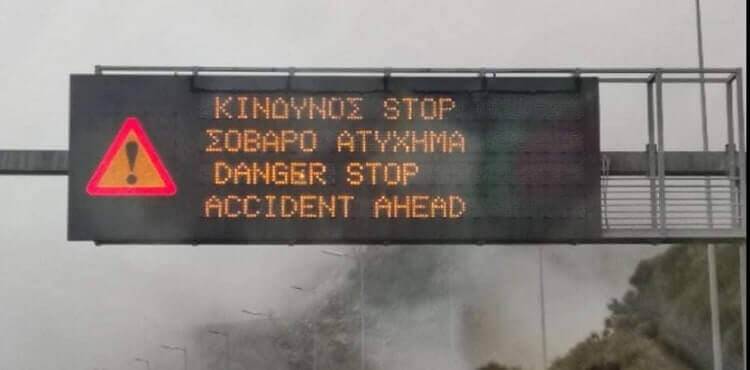 ΚΙΝΔΥΝΟΣ STOP
ΣΟΒΑΡΟ ΑΤΥΧΗΜΑ
DANGER STOP
ACCIDENT AHEAD